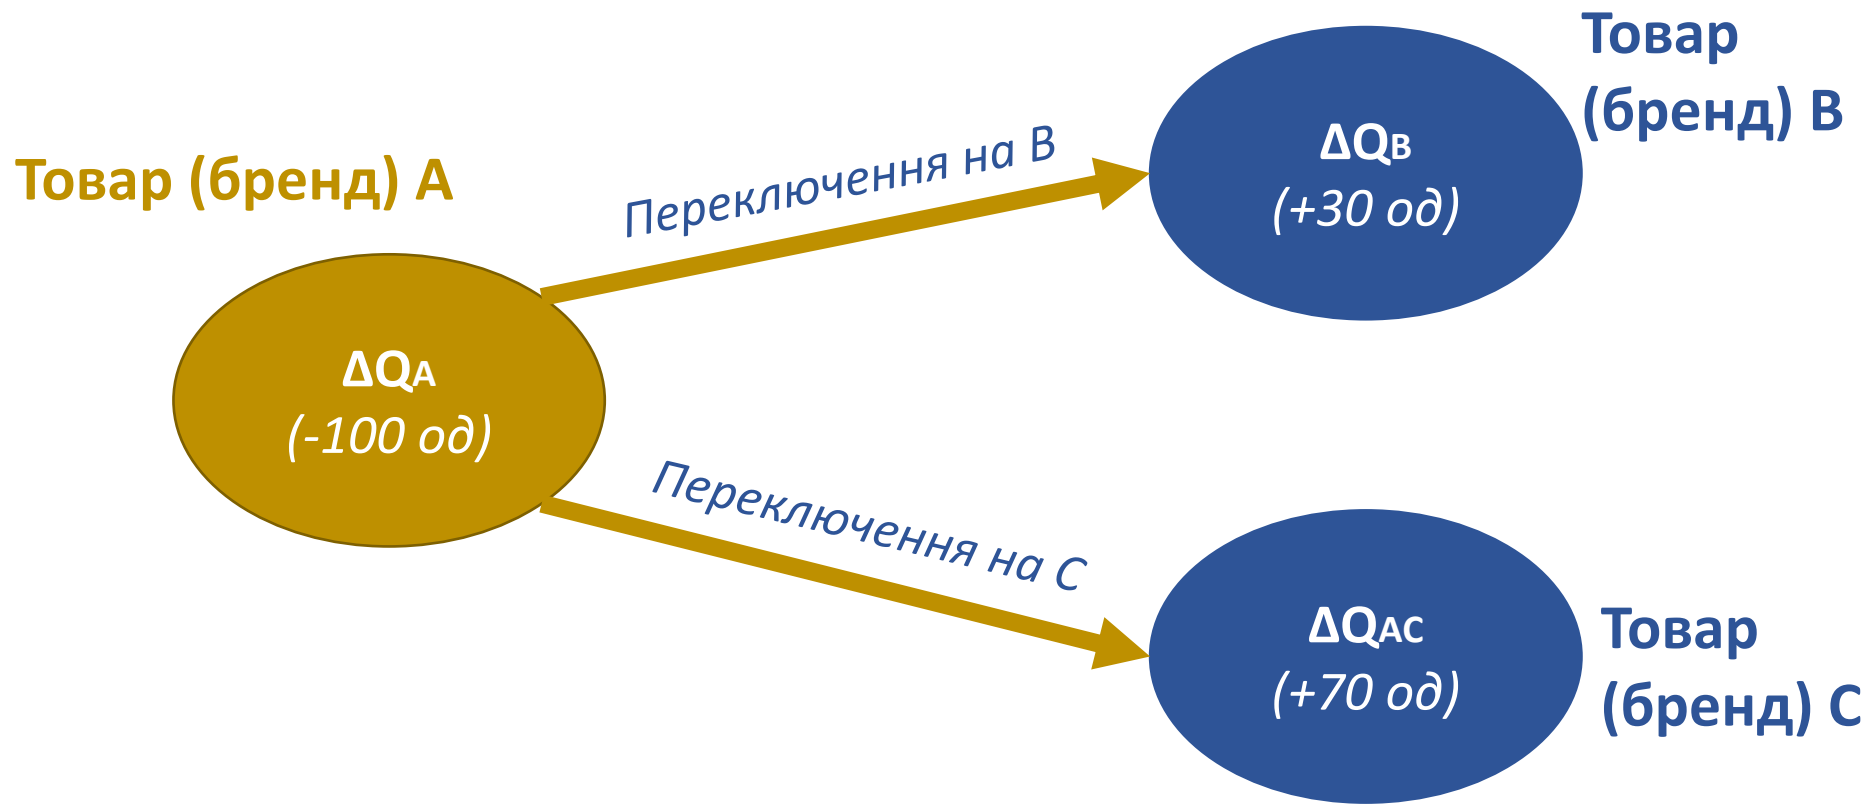 Товар (бренд) А
ΔQA
(-100 од)
Переключення на В
ΔQB
(+30 од)
Товар
(бренд) В
Переключення на С
ΔQAC
(+70 од)
Товар
(бренд) С